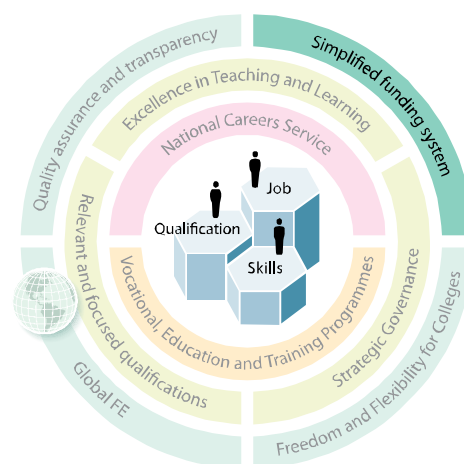 Quality assurance and transparency
Simplified funding system
Excellence in Teaching and Learning
National Careers Service
Job
Qualification
Skills
Relevant and focused qualifications
Vocational, Education and Training Programmes
Strategic Governance
Global FE
Freedom and Flexibility for Colleges